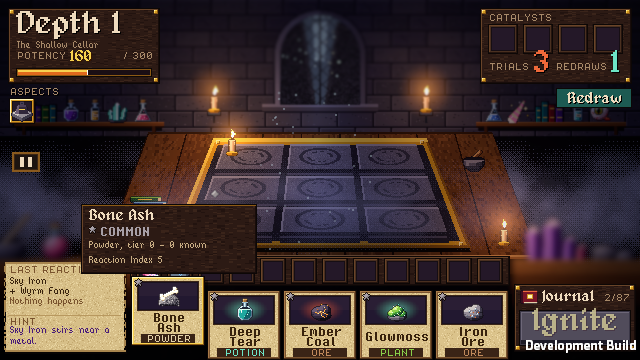 Depth 1
The Shallow Cellar
POTENCY 160 / 300
ASPECTS
CATALYSTS
TRIALS 3 REDRAWS 1
Redraw
Bone Ash
* COMMON
Powder, tier 0 - 0 known
Reaction Index 5
LAST REACTI
Sky Iron
+ Wyrm Fang
Nothing happens
HINT
Sky Iron stirs near a
metal.
Bone
Ash
POWDER
Deep
Tear
POTION
Ember
Coal
ORE
Glowmoss
PLANT
Iron
Ore
ORE
Journal 2/87
Ignite
Development Build